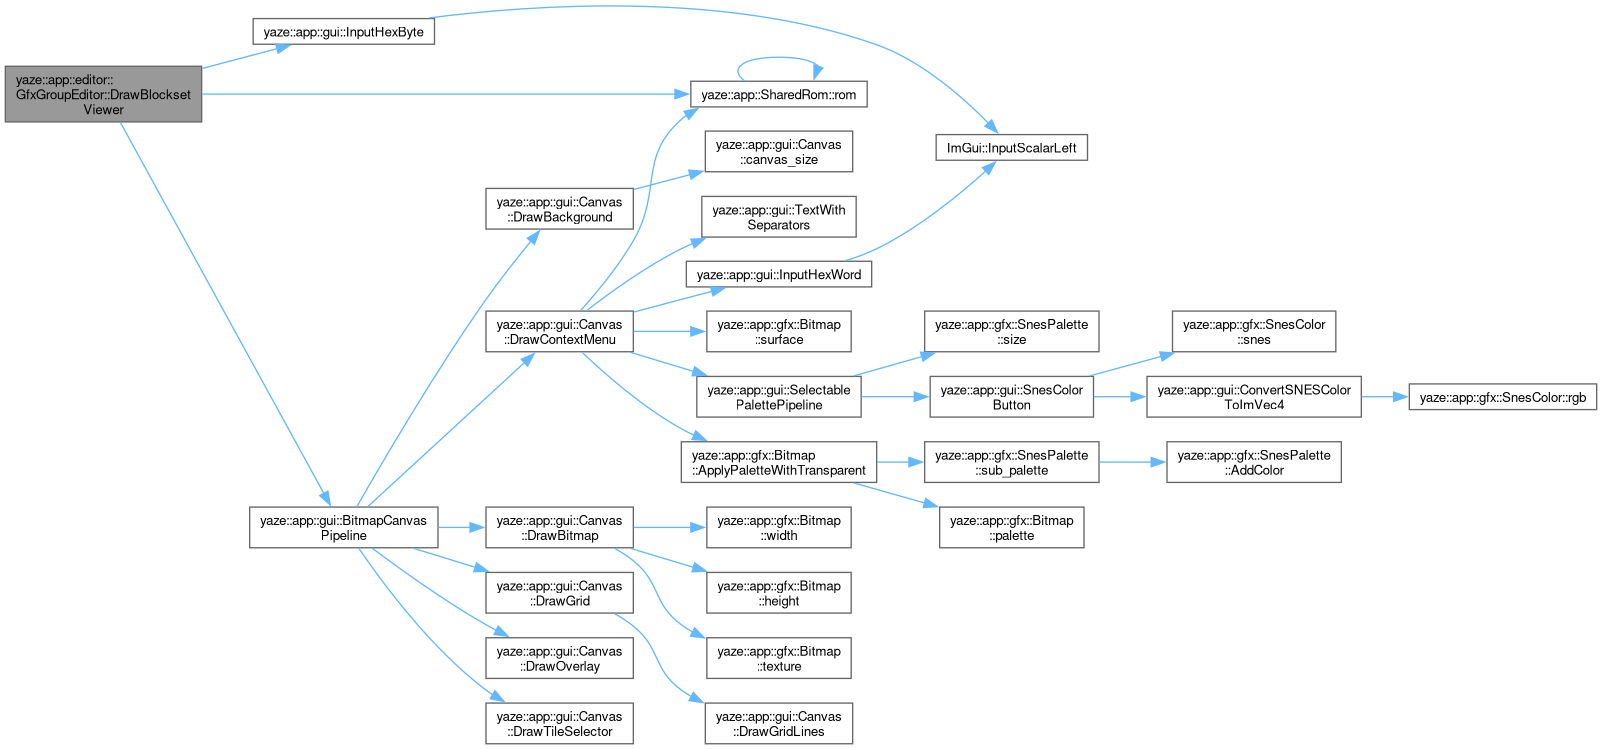 yaze::app::gui::InputHexByte
yaze::app::editor::
GfxGroupEditor::DrawBlockset
Viewer
yaze::app::SharedRom::rom
ImGui::InputScalarLeft
yaze::app::gui::Canvas
::canvas_size
yaze::app::gui::Canvas
::DrawBackground
yaze::app::gui::TextWith
Separators
yaze::app::gui::InputHexWord
yaze::app::gui::Canvas
::DrawContextMenu
yaze::app::gfx::Bitmap
::surface
yaze::app::gfx::SnesPalette
::size
yaze::app::gfx::SnesColor
::snes
yaze::app::gui::Selectable
PalettePipeline
yaze::app::gui::SnesColor
Button
yaze::app::gui::ConvertSNESColor
ToImVec4
yaze::app::gfx::SnesColor::rgb
yaze::app::gfx::Bitmap
::ApplyPaletteWithTransparent
yaze::app::gfx::SnesPalette
::sub_palette
yaze::app::gfx::SnesPalette
::AddColor
yaze::app::gui::BitmapCanvas
Pipeline
yaze::app::gui::Canvas
::DrawBitmap
yaze::app::gfx::Bitmap
::width
yaze::app::gfx::Bitmap
::palette
yaze::app::gui::Canvas
::DrawGrid
yaze::app::gfx::Bitmap
::height
yaze::app::gui::Canvas
::DrawOverlay
yaze::app::gfx::Bitmap
::texture
yaze::app::gui::Canvas
::DrawTileSelector
yaze::app::gui::Canvas
::DrawGridLines